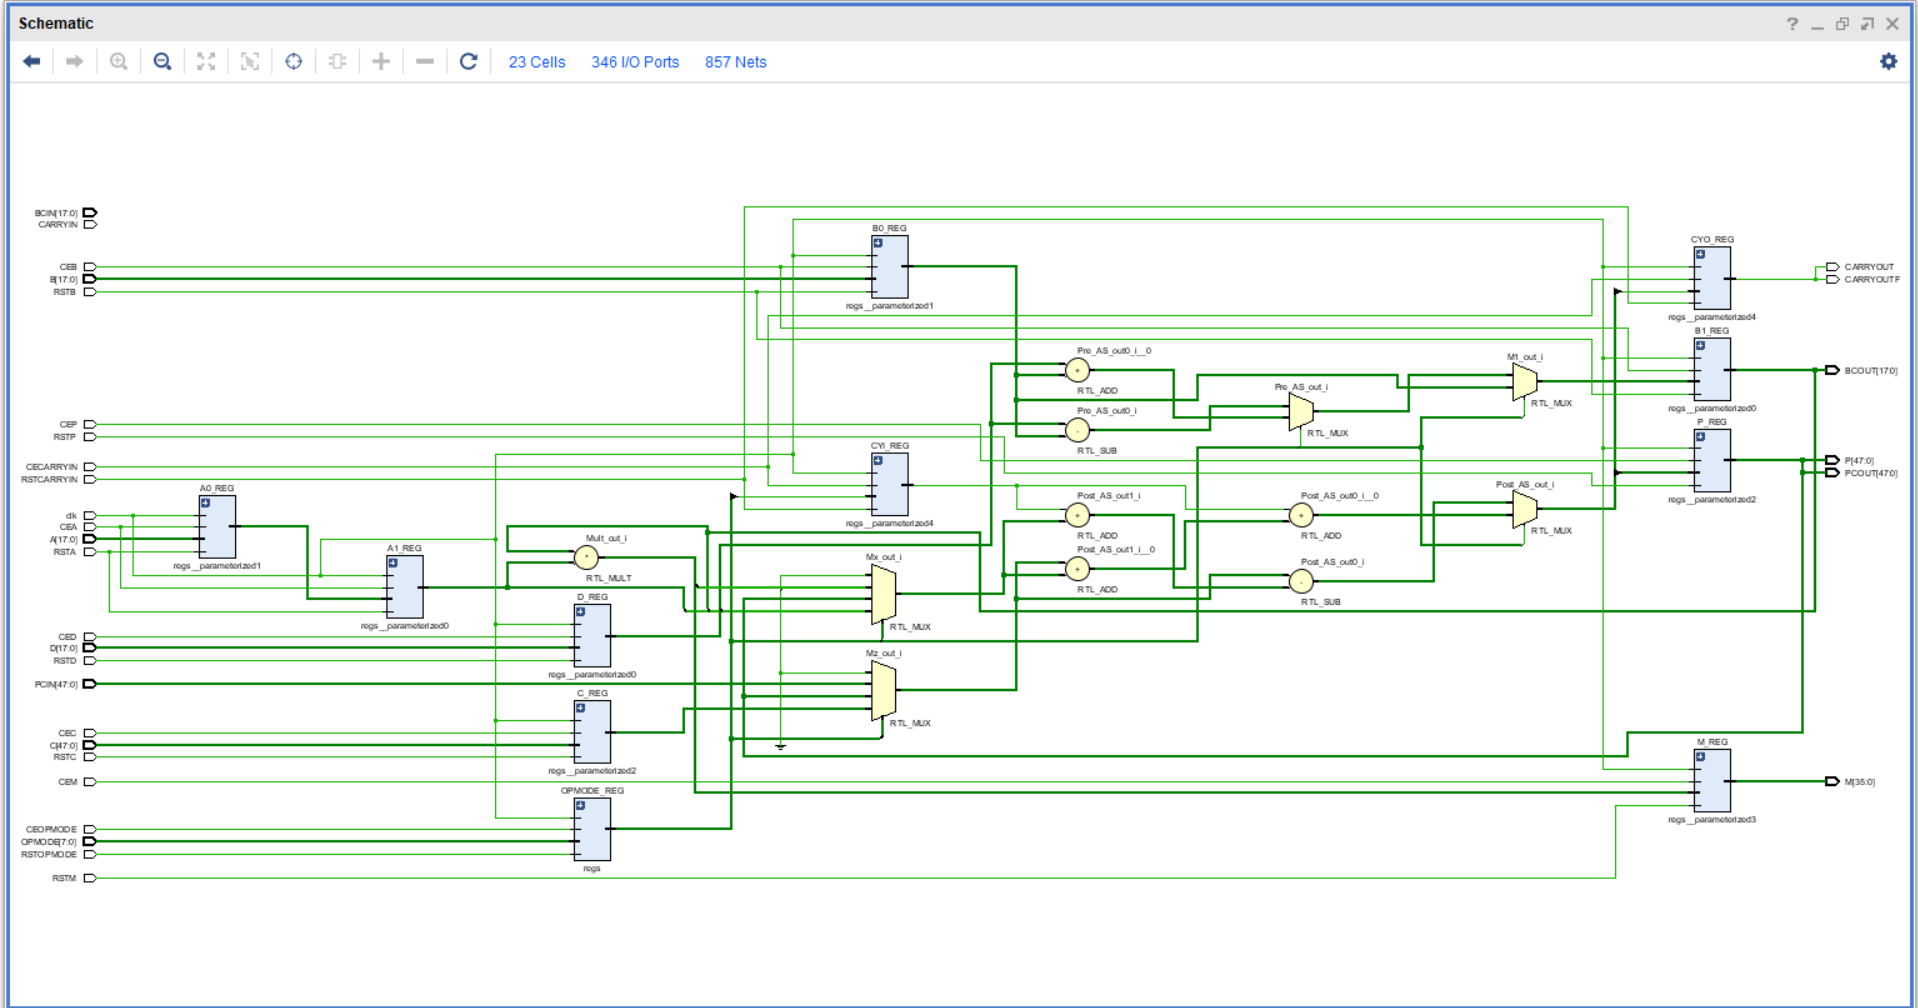 Schematic
23 Cells 346 I/O Ports 857 Nets
BCIN[17:0]
CARRYIN
CEB
B[17:0]
RSTB
CEP
RSTP
CECARRYIN
RSTCARRYIN
clk
CEA
A[17:0]
RSTA
CED
D[17:0]
RSTD
PCIN[47:0]
CEC
C[47:0]
RSTC
CEM
CEOPMODE
OPMODE[7:0]
RSTOPMODE
RSTM
A0_REG
regs__parameterized1
A1_REG
regs__parameterized0
Mult_out_i
RTL_MULT
D_REG
regs__parameterized0
C_REG
regs__parameterized2
OPMODE_REG
regs
B0_REG
regs__parameterized1
CYI_REG
regs__parameterized4
Mx_out_i
RTL_MUX
Mz_out_i
RTL_MUX
Pre_AS_out0_i__0
RTL_ADD
Pre_AS_out0_i
RTL_SUB
Post_AS_out1_i
RTL_ADD
Post_AS_out1_i__0
RTL_ADD
Pre_AS_out_i
RTL_MUX
Post_AS_out0_i__0
RTL_ADD
Post_AS_out0_i
RTL_SUB
M1_out_i
RTL_MUX
Post_AS_out_i
RTL_MUX
CYO_REG
regs__parameterized4
B1_REG
regs__parameterized0
P_REG
regs__parameterized2
M_REG
regs__parameterized3
CARRYOUT
CARRYOUTF
BCOUT[17:0]
P[47:0]
PCOUT[47:0]
M[35:0]